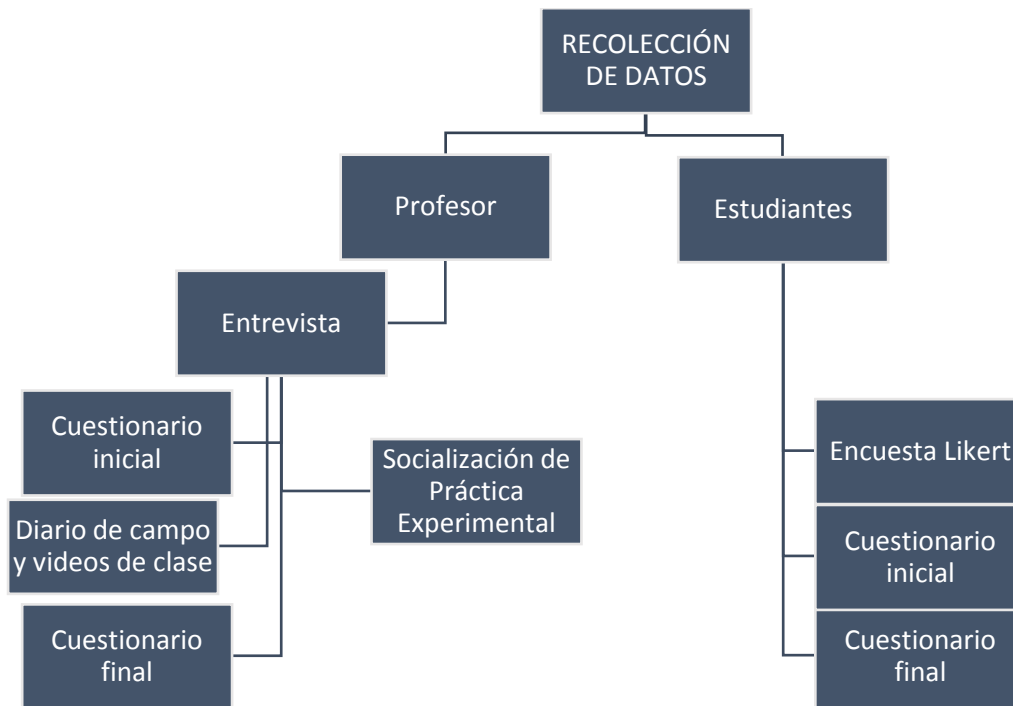 RECOLECCIÓN
DE DATOS
Profesor
Estudiantes
Entrevista
Cuestionario
inicial
Socialización de
Práctica
Experimental
Diario de campo
y videos de clase
Cuestionario
final
Encuesta Likert
Cuestionario
inicial
Cuestionario
final